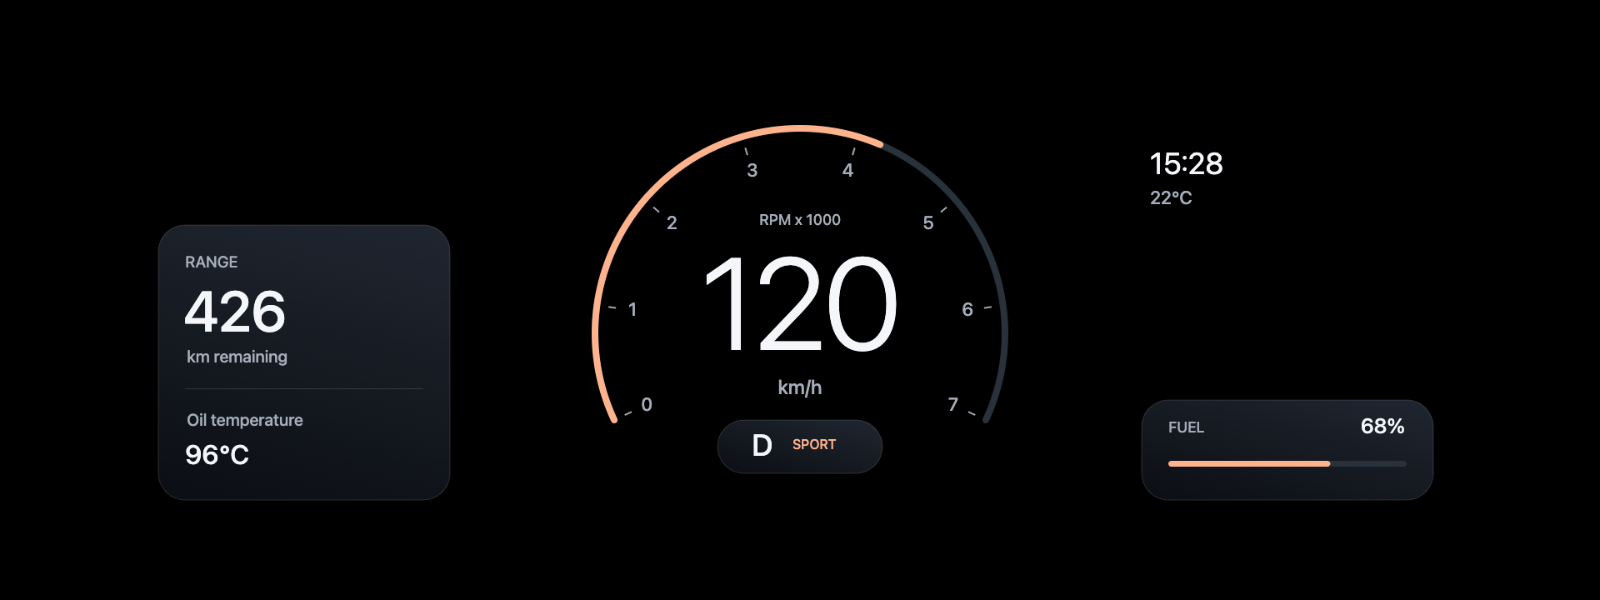 RANGE
426
km remaining
Oil temperature
96°C
0
1
2
3
4
5
6
7
RPM x 1000
120
km/h
D SPORT
15:28
22°C
FUEL 68%